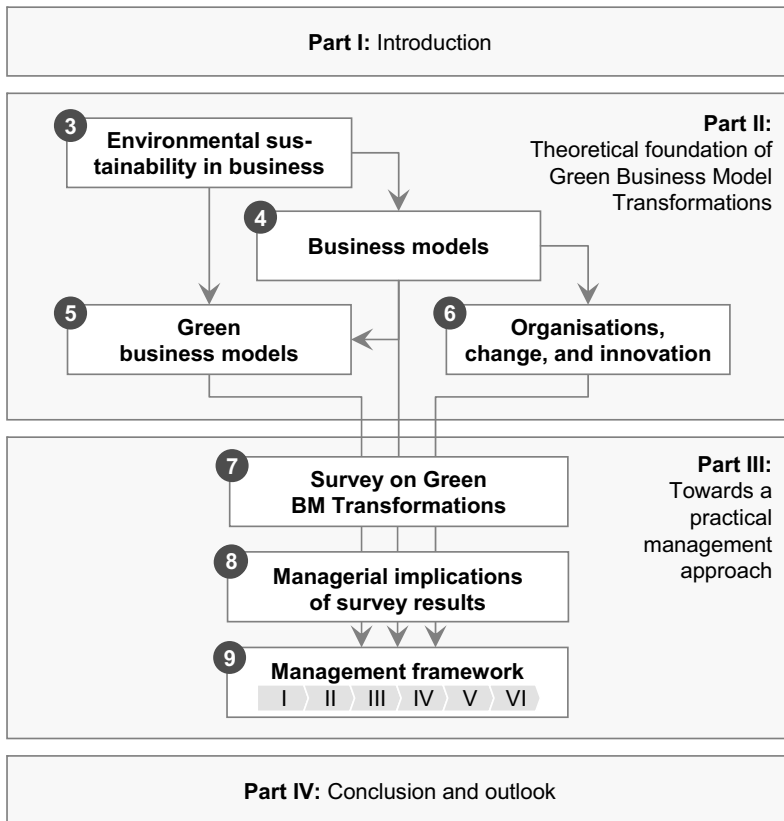 Part I: Introduction
Part II:
Theoretical foundation of
Green Business Model
Transformations
3
Environmental sus-
tainability in business
4
Business models
5
Green
business models
6
Organisations,
change, and innovation
Part III:
Towards a
practical
management
approach
7
Survey on Green
BM Transformations
8
Managerial implications
of survey results
9
Management framework
I II III IV V VI
Part IV: Conclusion and outlook